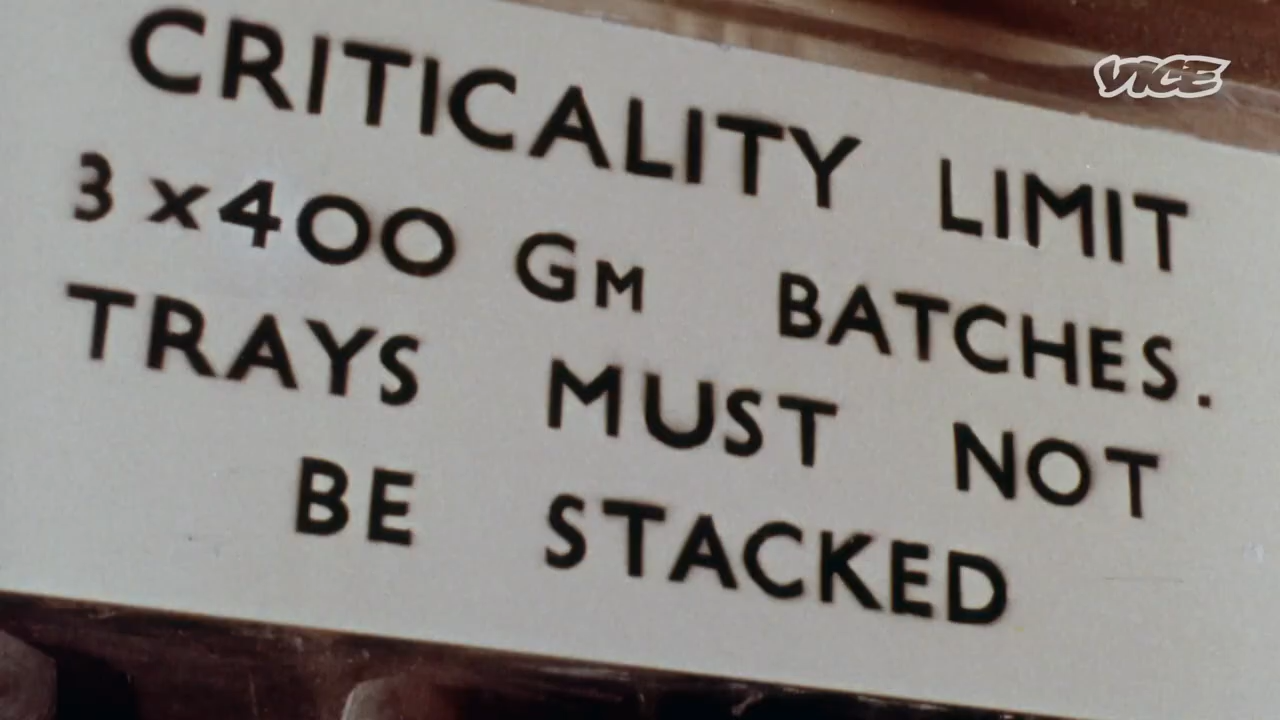 VICE
CRITICALITY LIMIT
3 x 400 GM BATCHES.
TRAYS MUST NOT
BE STACKED